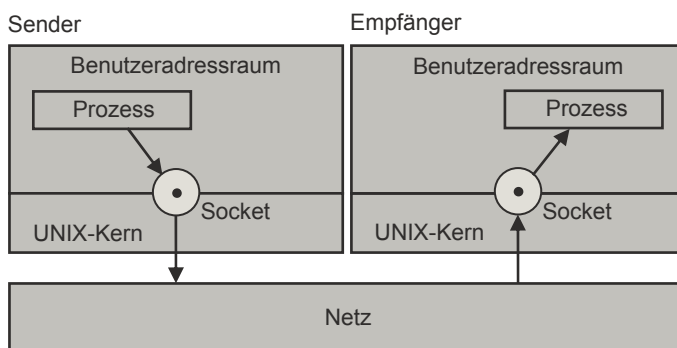 Sender
Empfänger
Benutzeradressraum
Benutzeradressraum
Prozess
Prozess
Socket
Socket
UNIX-Kern
UNIX-Kern
Netz